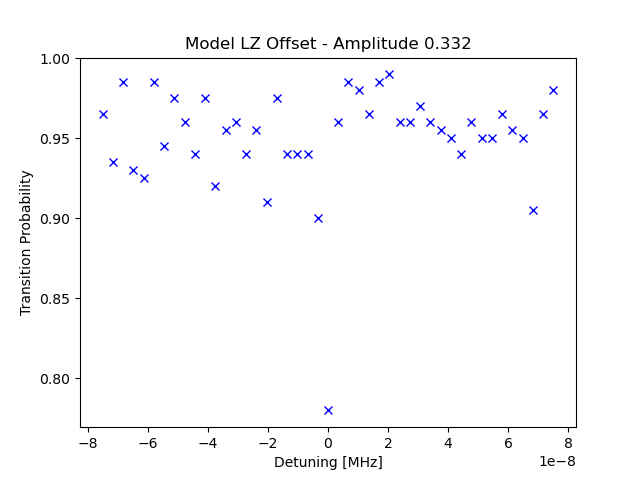 Model LZ Offset - Amplitude 0.332
1.00
0.95
0.90
0.85
0.80
Transition Probability
−8 −6 −4 −2 0 2 4 6 8
1e−8
Detuning [MHz]